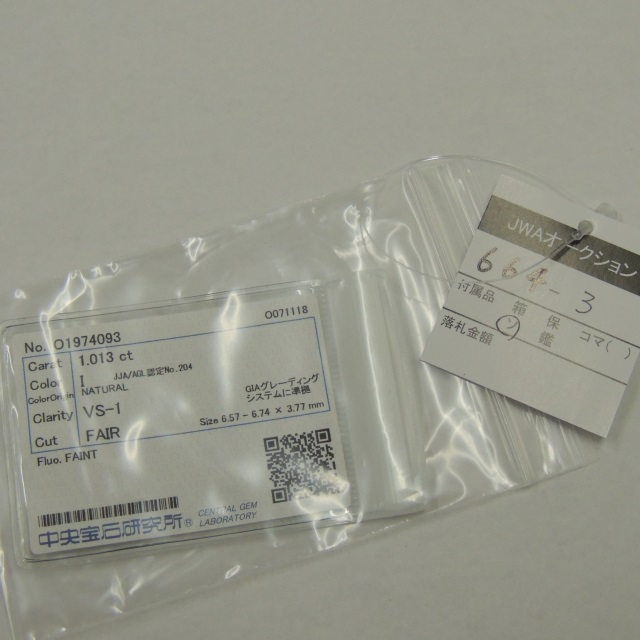 No. O1974093
O071118
Carat 1.013 ct
Color I JJA/AGL認定No.204
ColorOrigin NATURAL
GIAグレーティング
システムに準拠
Clarity VS-1
Size 6.57 - 6.74 × 3.77 mm
Cut FAIR
Fluo. FAINT
中央宝石研究所®
CENTRAL GEM
LABORATORY
JWAオークション
664-3
付属品 箱 保 コマ( )
ソ 鑑
落札金額